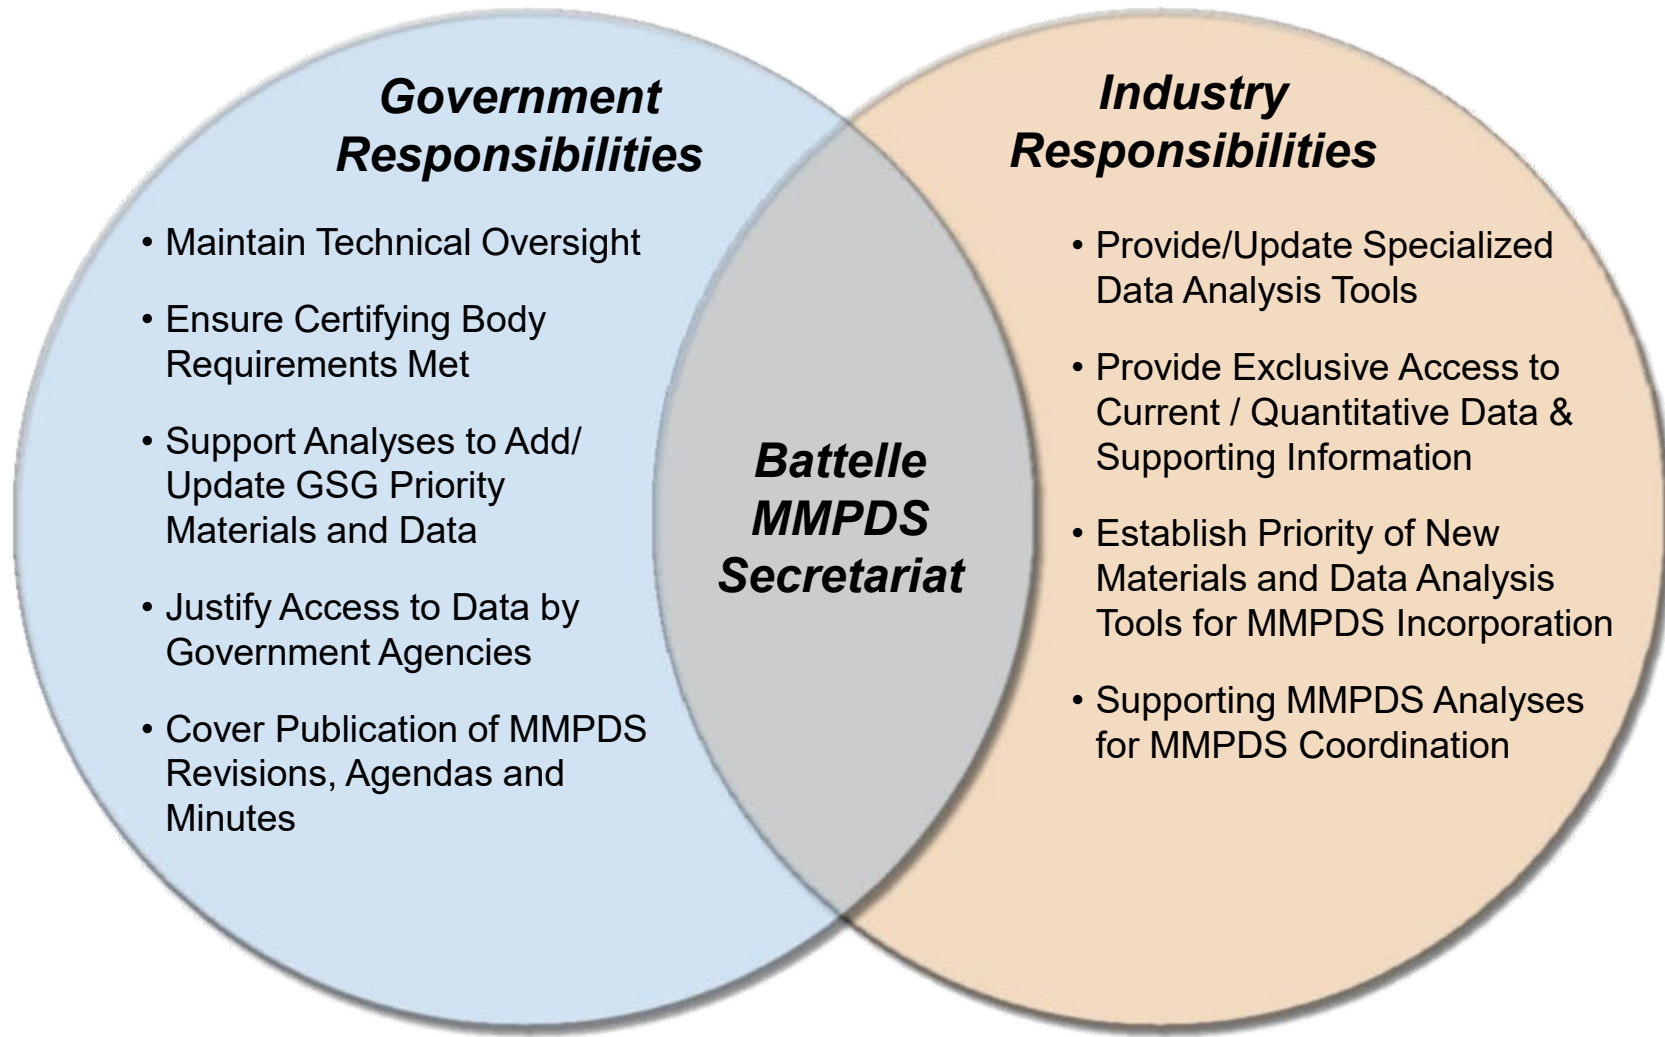 Government
Responsibilities
• Maintain Technical Oversight
• Ensure Certifying Body
Requirements Met
• Support Analyses to Add/
Update GSG Priority
Materials and Data
• Justify Access to Data by
Government Agencies
• Cover Publication of MMPDS
Revisions, Agendas and
Minutes
Battelle
MMPDS
Secretariat
Industry
Responsibilities
• Provide/Update Specialized
Data Analysis Tools
• Provide Exclusive Access to
Current / Quantitative Data &
Supporting Information
• Establish Priority of New
Materials and Data Analysis
Tools for MMPDS Incorporation
• Supporting MMPDS Analyses
for MMPDS Coordination